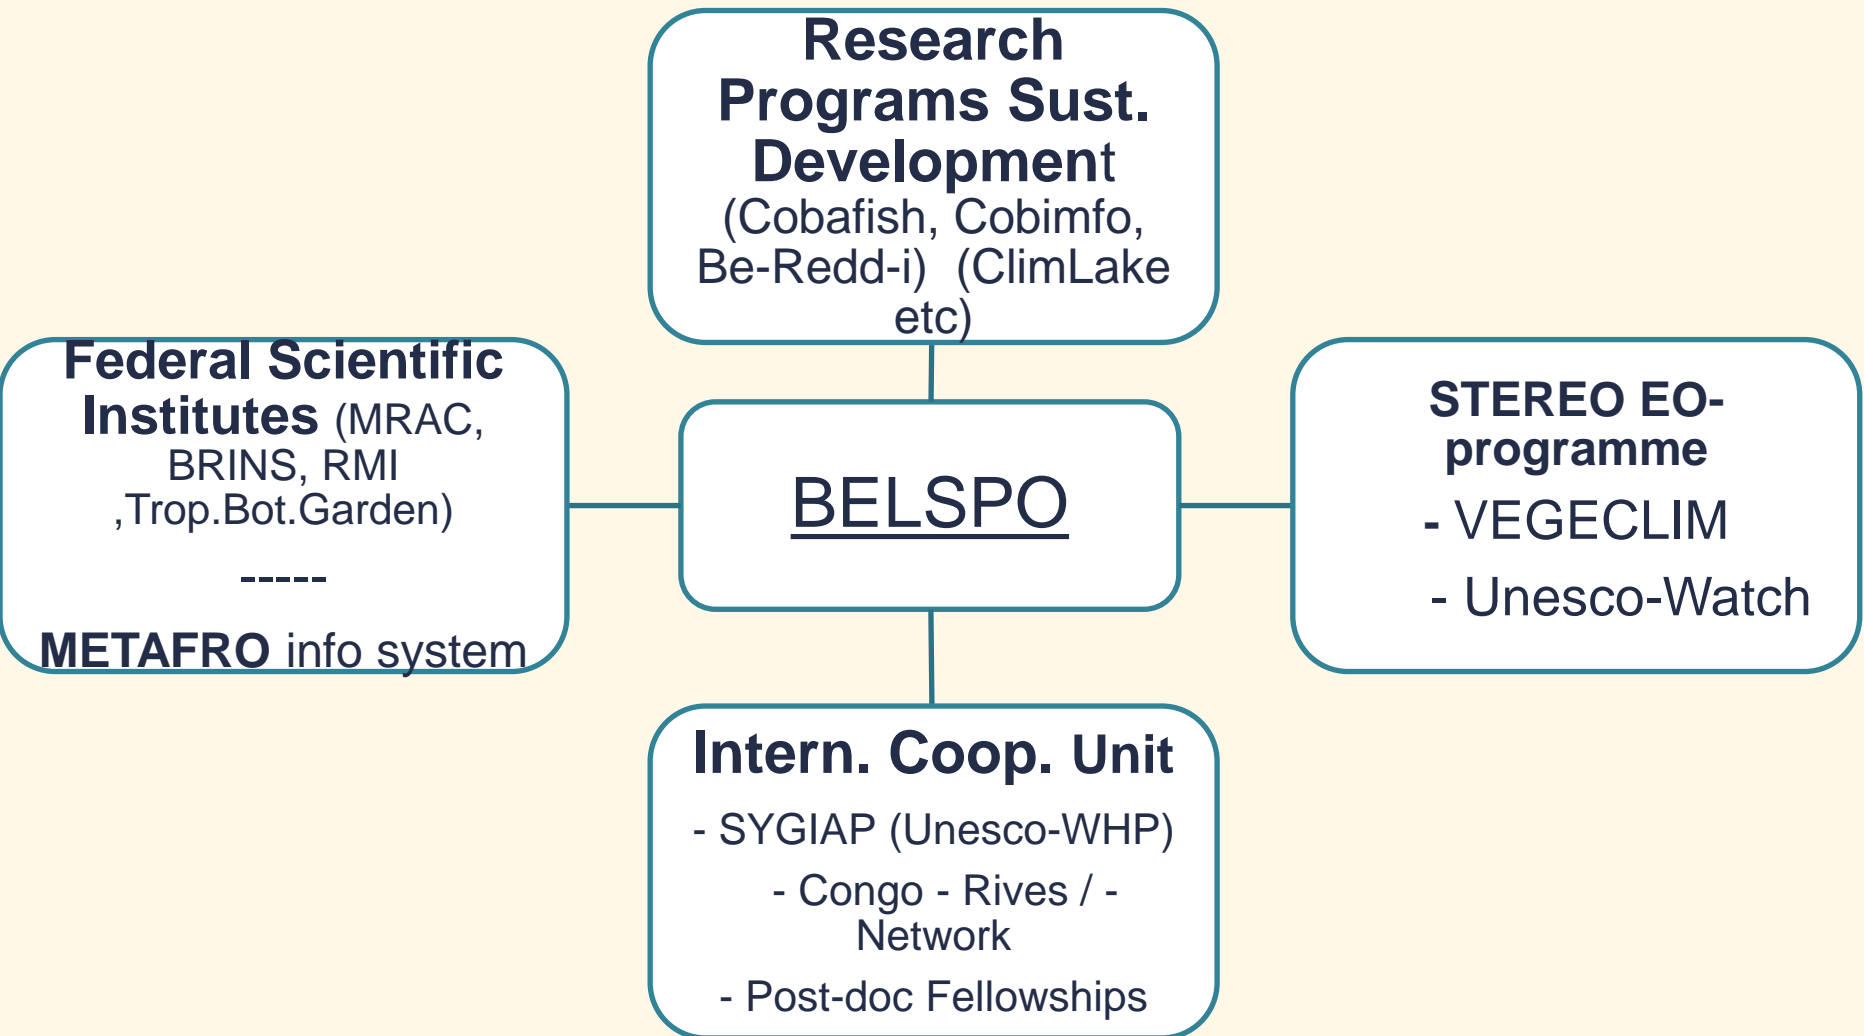 Research
Programs Sust.
Development
(Cobafish, Cobimfo,
Be-Redd-i) (ClimLake
etc)
Federal Scientific
Institutes (MRAC,
BRINS, RMI
,Trop.Bot.Garden)
-----
METAFRO info system
BELSPO
STEREO EO-
programme
- VEGECLIM
- Unesco-Watch
Intern. Coop. Unit
- SYGIAP (Unesco-WHP)
- Congo - Rives / -
Network
- Post-doc Fellowships